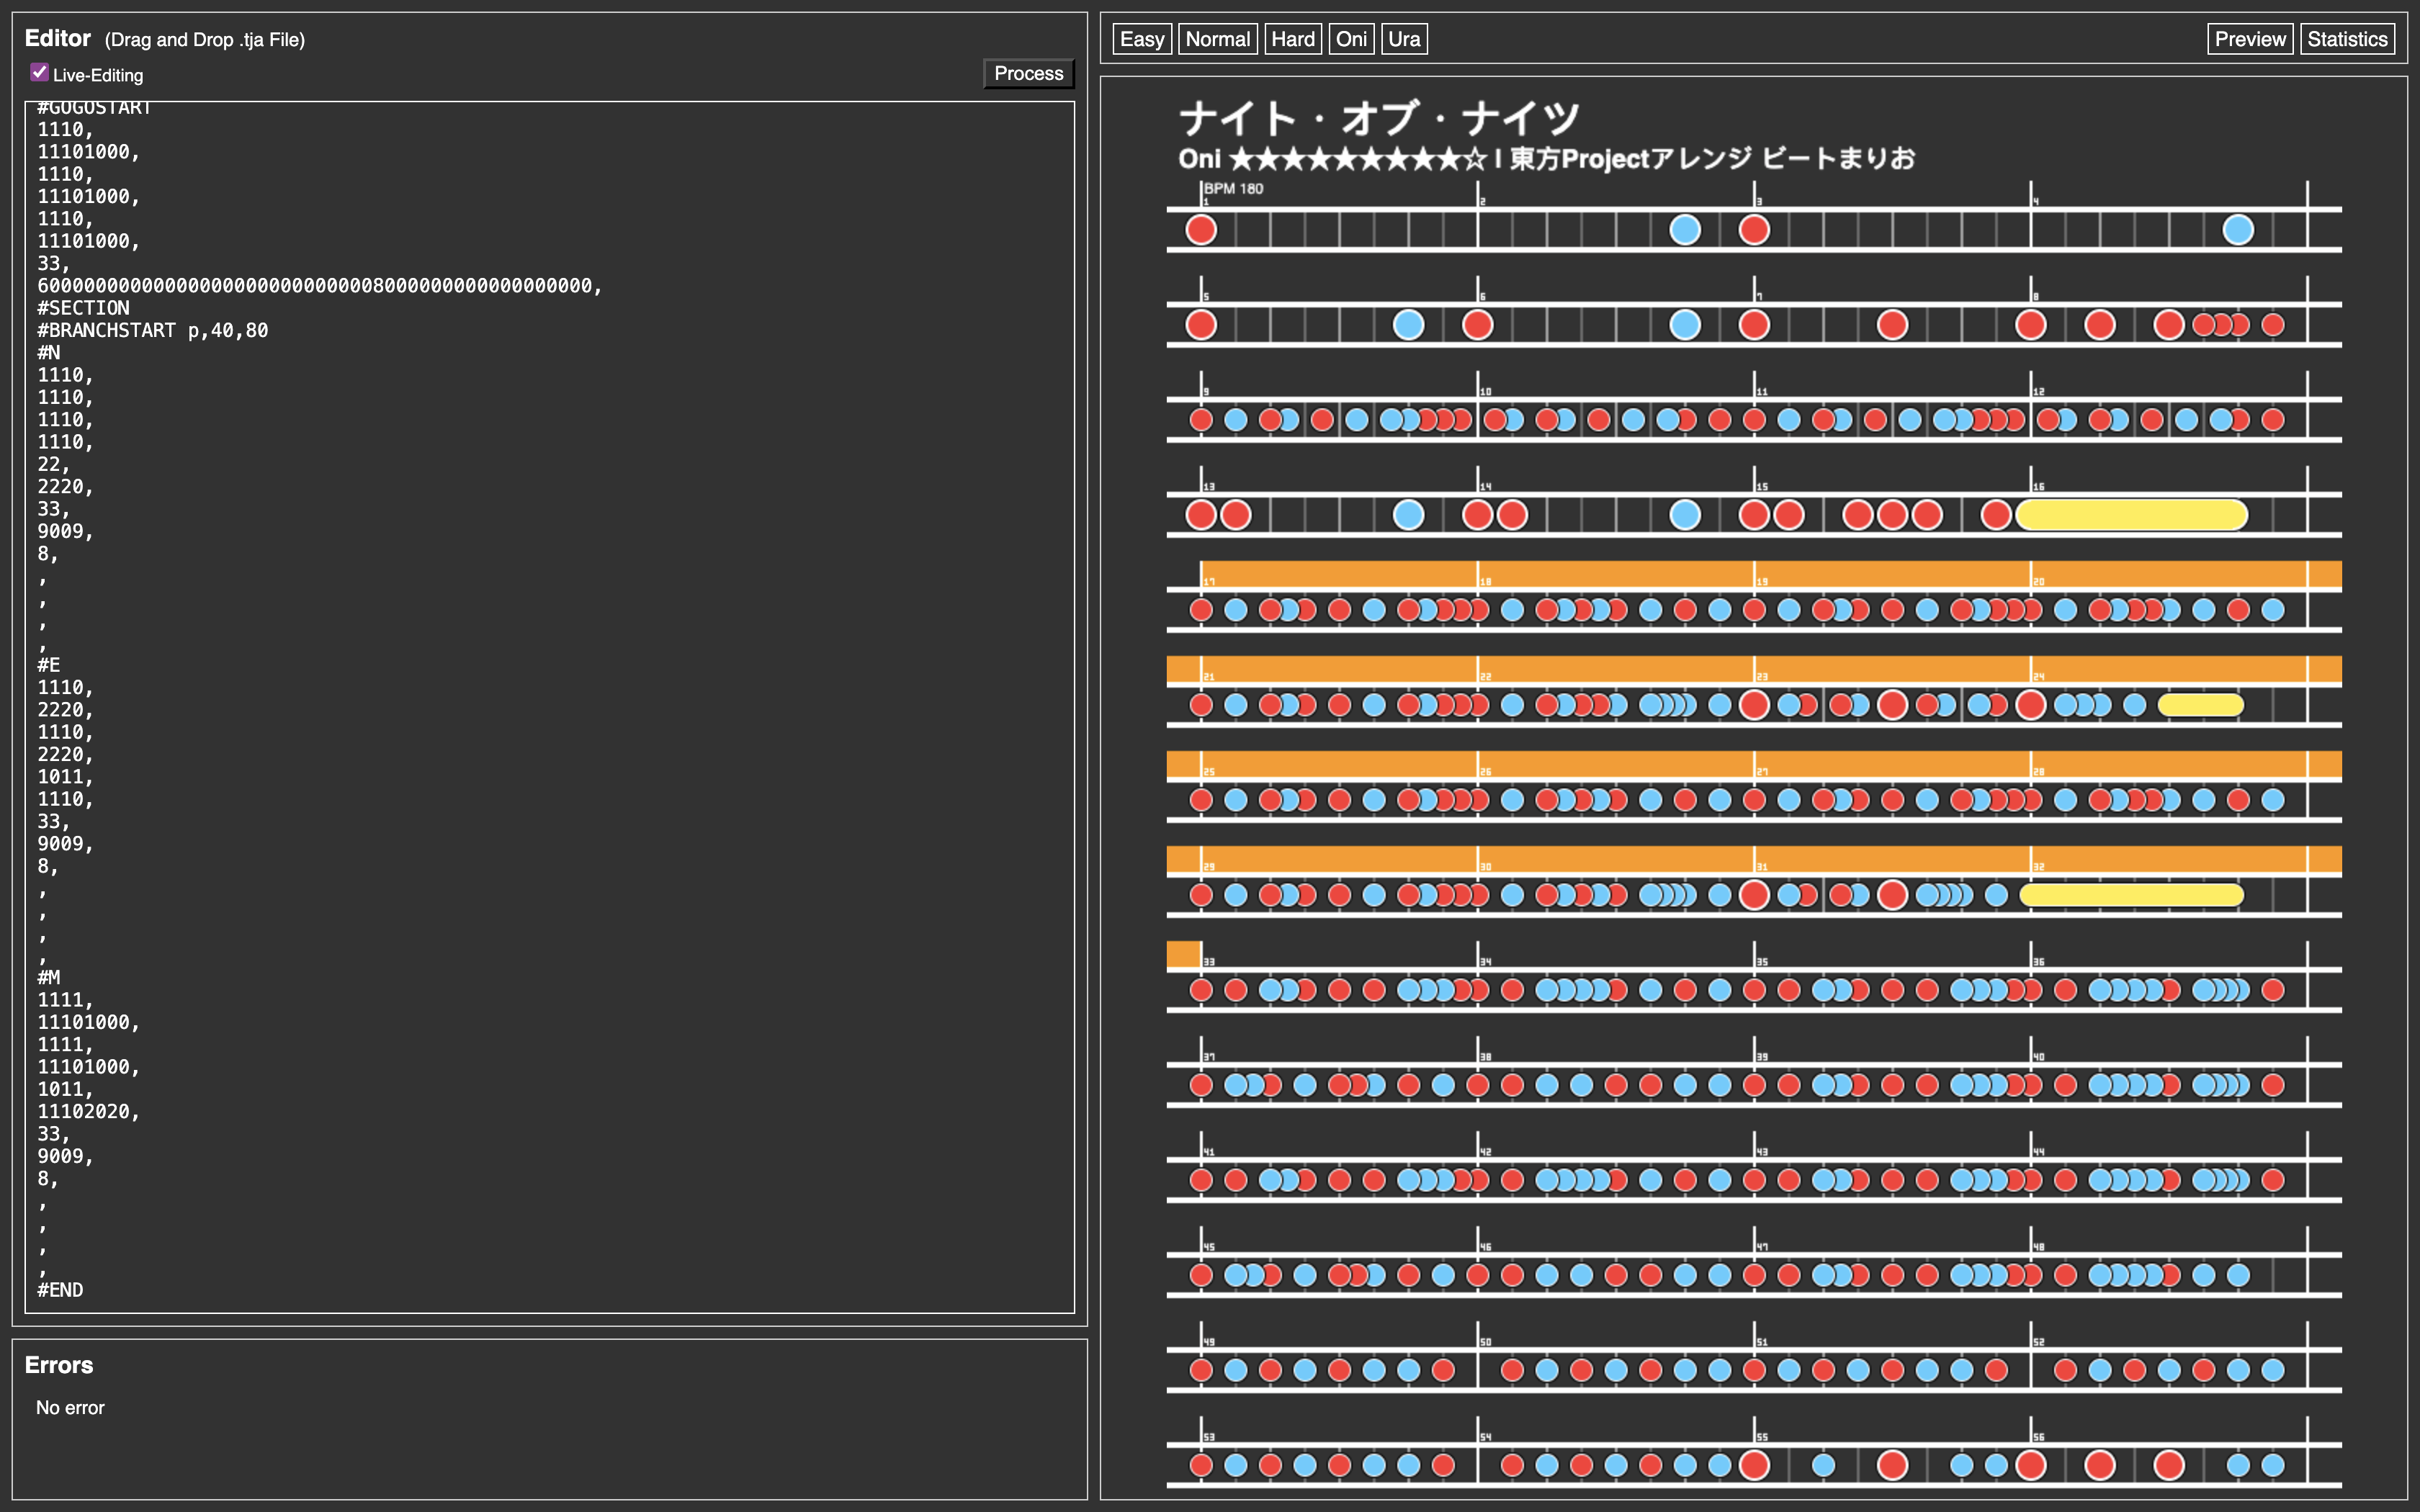 Editor (Drag and Drop .tja File)
Live-Editing
Process
#GOGOSTART
1110,
11101000,
1110,
11101000,
1110,
11101000,
33,
600000000000000000000000000008000000000000000000,
#SECTION
#BRANCHSTART p,40,80
#N
1110,
1110,
1110,
1110,
22,
2220,
33,
9009,
8,
,
,
,
,
#E
1110,
2220,
1110,
2220,
1011,
1110,
33,
9009,
8,
,
,
,
,
#M
1111,
11101000,
1111,
11101000,
1011,
11102020,
33,
9009,
8,
,
,
,
,
#END
Errors
No error
Easy Normal Hard Oni Ura
Preview Statistics
ナイト・オブ・ナイツ
Oni ★★★★★★★★★☆ | 東方Projectアレンジ ビートまりお
BPM 180
1 2 3 4
5 6 7 8
9 10 11 12
13 14 15 16
17 18 19 20
21 22 23 24
25 26 27 28
29 30 31 32
33 34 35 36
37 38 39 40
41 42 43 44
45 46 47 48
49 50 51 52
53 54 55 56